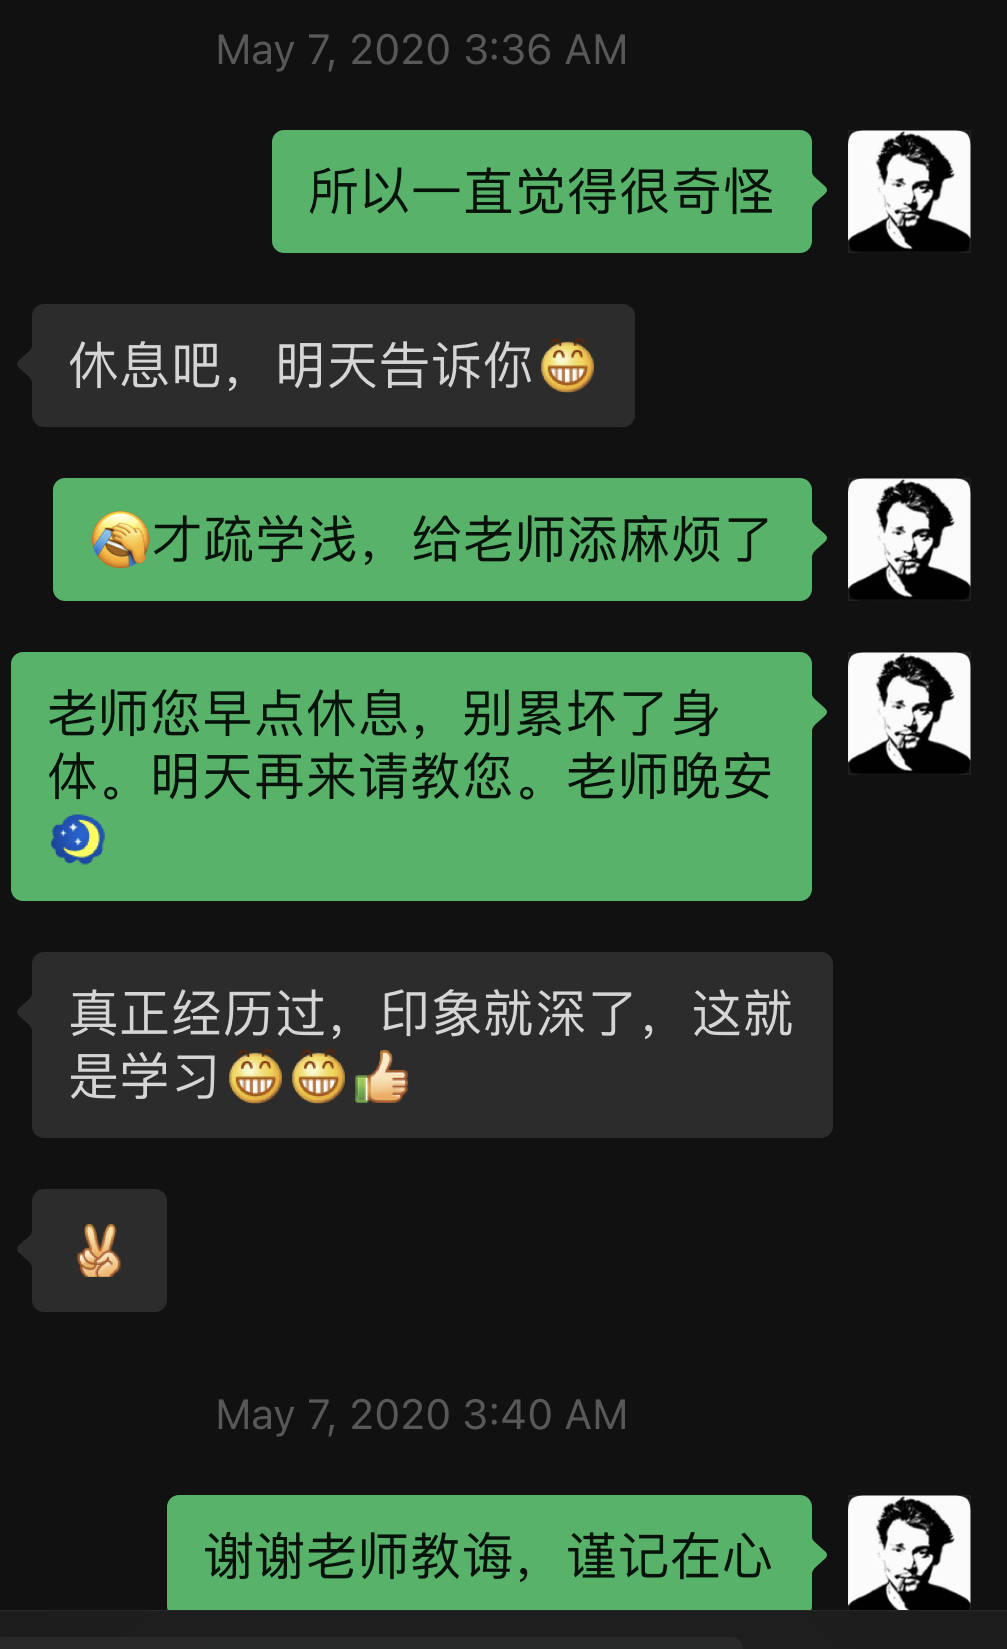 May 7, 2020 3:36 AM
所以一直觉得很奇怪
休息吧，明天告诉你😁
🤦才疏学浅，给老师添麻烦了
老师您早点休息，别累坏了身
体。明天再来请教您。老师晚安
🌙
真正经历过，印象就深了，这就
是学习😁😁👍
✌
May 7, 2020 3:40 AM
谢谢老师教诲，谨记在心